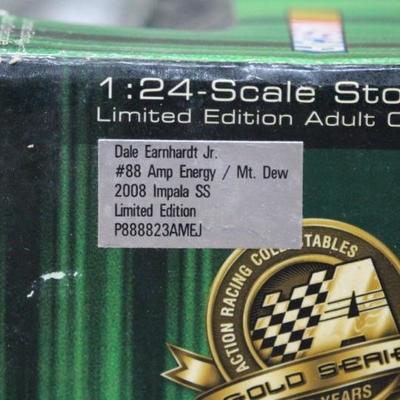 1:24-Scale Sto
Limited Edition Adult C
Dale Earnhardt Jr.
#88 Amp Energy / Mt. Dew
2008 Impala SS
Limited Edition
P888823AMEJ
ACTION RACING COLLECTABLES
A
GOLD SERIE
YEARS